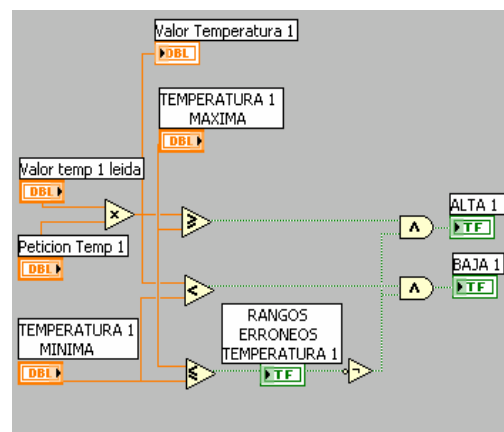 Valor Temperatura 1
DBL
TEMPERATURA 1
MAXIMA
DBL
Valor temp 1 leida
DBL
×
ALTA 1
≥
∧
TF
Peticion Temp 1
DBL
BAJA 1
<
∧
TF
RANGOS
ERRONEOS
TEMPERATURA 1
TEMPERATURA 1
MINIMA
DBL
≤
TF
¬